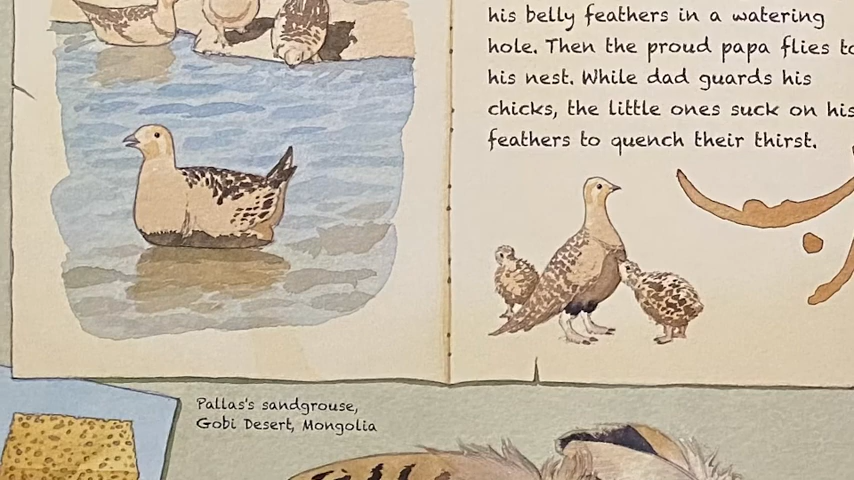 his belly feathers in a watering
hole. Then the proud papa flies to
his nest. While dad guards his
chicks, the little ones suck on his
feathers to quench their thirst.
Pallas's sandgrouse,
Gobi Desert, Mongolia